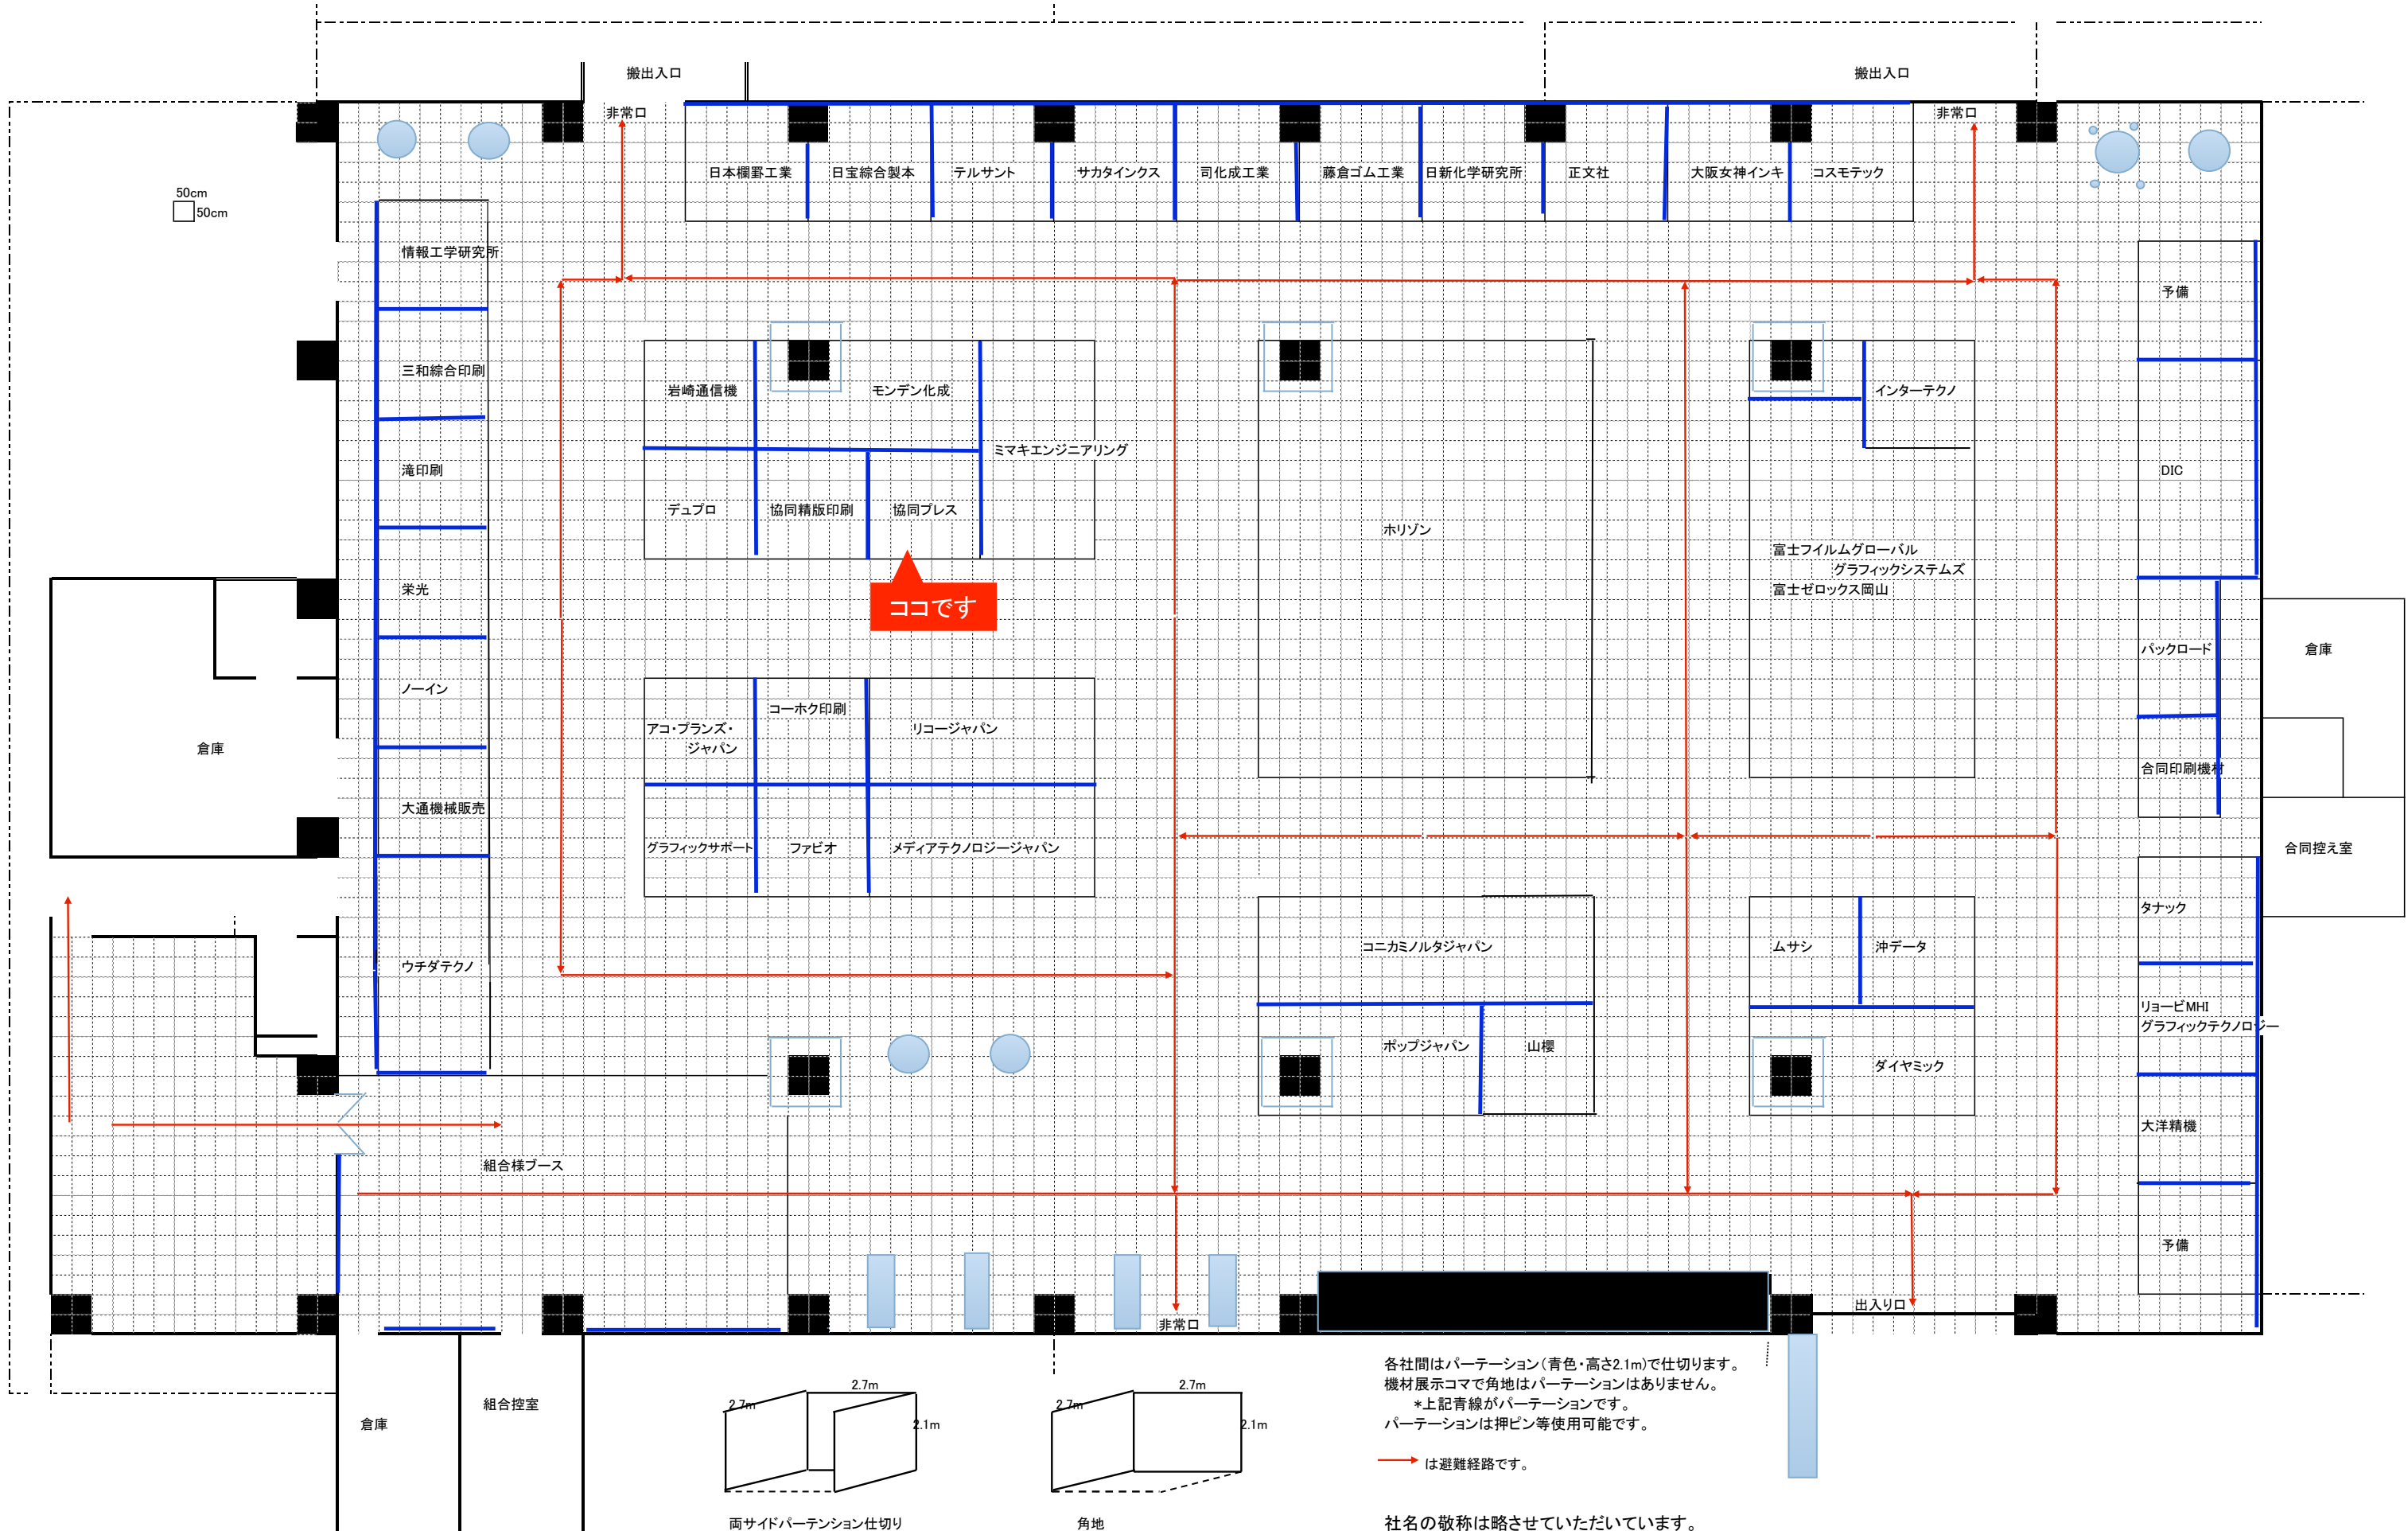 搬出入口
搬出入口
非常口
非常口
50cm
50cm
日本櫚罫工業
日宝綜合製本
テルサント
サカタインクス
司化成工業
藤倉ゴム工業
日新化学研究所
正文社
大阪女神インキ
コスモテック
情報工学研究所
三和綜合印刷
滝印刷
栄光
ノーイン
大通機械販売
ウチダテクノ
岩崎通信機
モンデン化成
ミマキエンジニアリング
デュプロ
協同精版印刷
協同プレス
ココです
ホリゾン
インターテクノ
富士フイルムグローバル
グラフィックシステムズ
富士ゼロックス岡山
予備
DIC
パックロード
合同印刷機材
倉庫
合同控え室
倉庫
アコ・ブランズ・
ジャパン
コーホク印刷
リコージャパン
グラフィックサポート
ファビオ
メディアテクノロジージャパン
コニカミノルタジャパン
ポップジャパン
山櫻
ムサシ
沖データ
ダイヤミック
タナック
リョービMHI
グラフィックテクノロジー
大洋精機
予備
組合様ブース
非常口
出入り口
倉庫
組合控室
2.7m
2.7m
2.1m
両サイドパーテンション仕切り
2.7m
2.7m
2.1m
角地
各社間はパーテーション(青色・高さ2.1m)で仕切ります。
機材展示コマで角地はパーテーションはありません。
*上記青線がパーテーションです。
パーテーションは押ピン等使用可能です。
は避難経路です。
社名の敬称は略させていただいています。